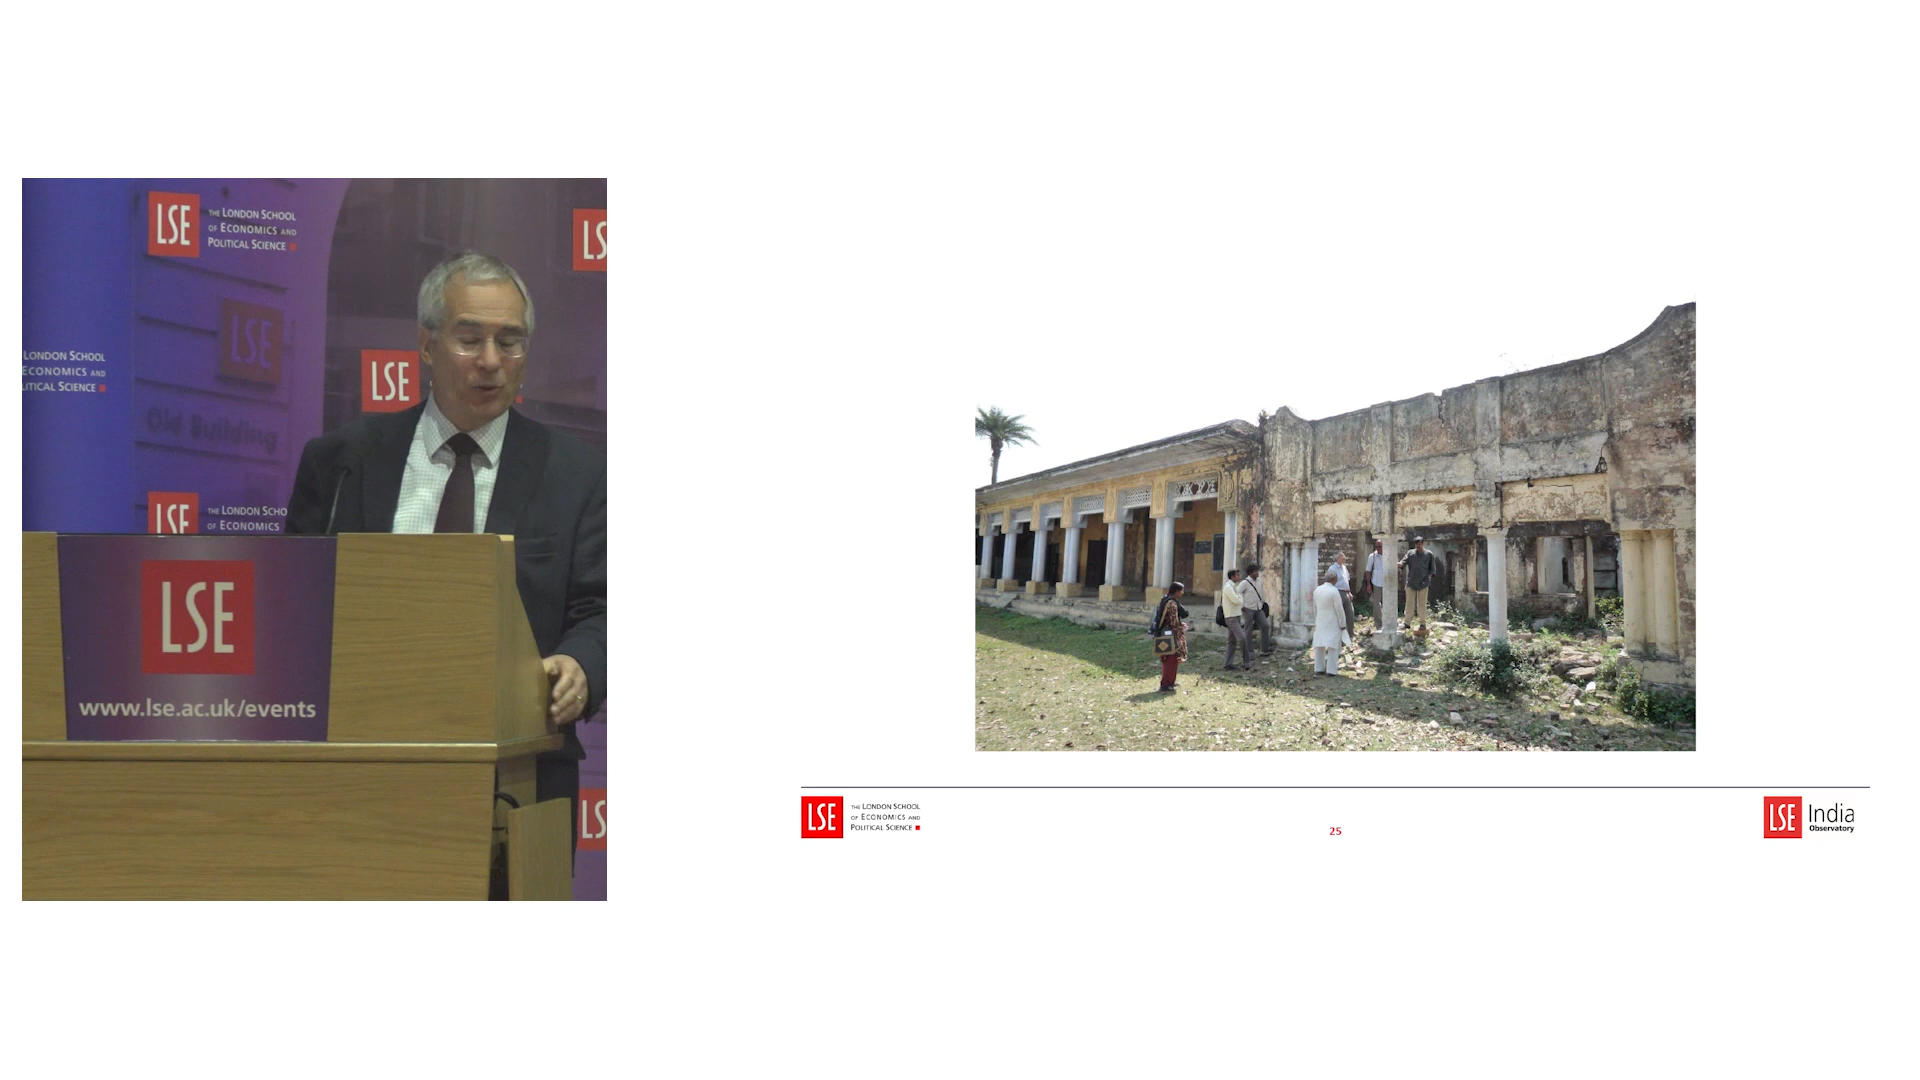 LSE
THE LONDON SCHOOL
OF ECONOMICS AND
POLITICAL SCIENCE
LS
LSE
LONDON SCHOOL
ECONOMICS AND
LITICAL SCIENCE
LSE
Old Building
LSE
THE LONDON SCHO
OF ECONOMICS
LSE
www.lse.ac.uk/events
LS
LSE
THE LONDON SCHOOL
OF ECONOMICS AND
POLITICAL SCIENCE
25
LSE
India
Observatory